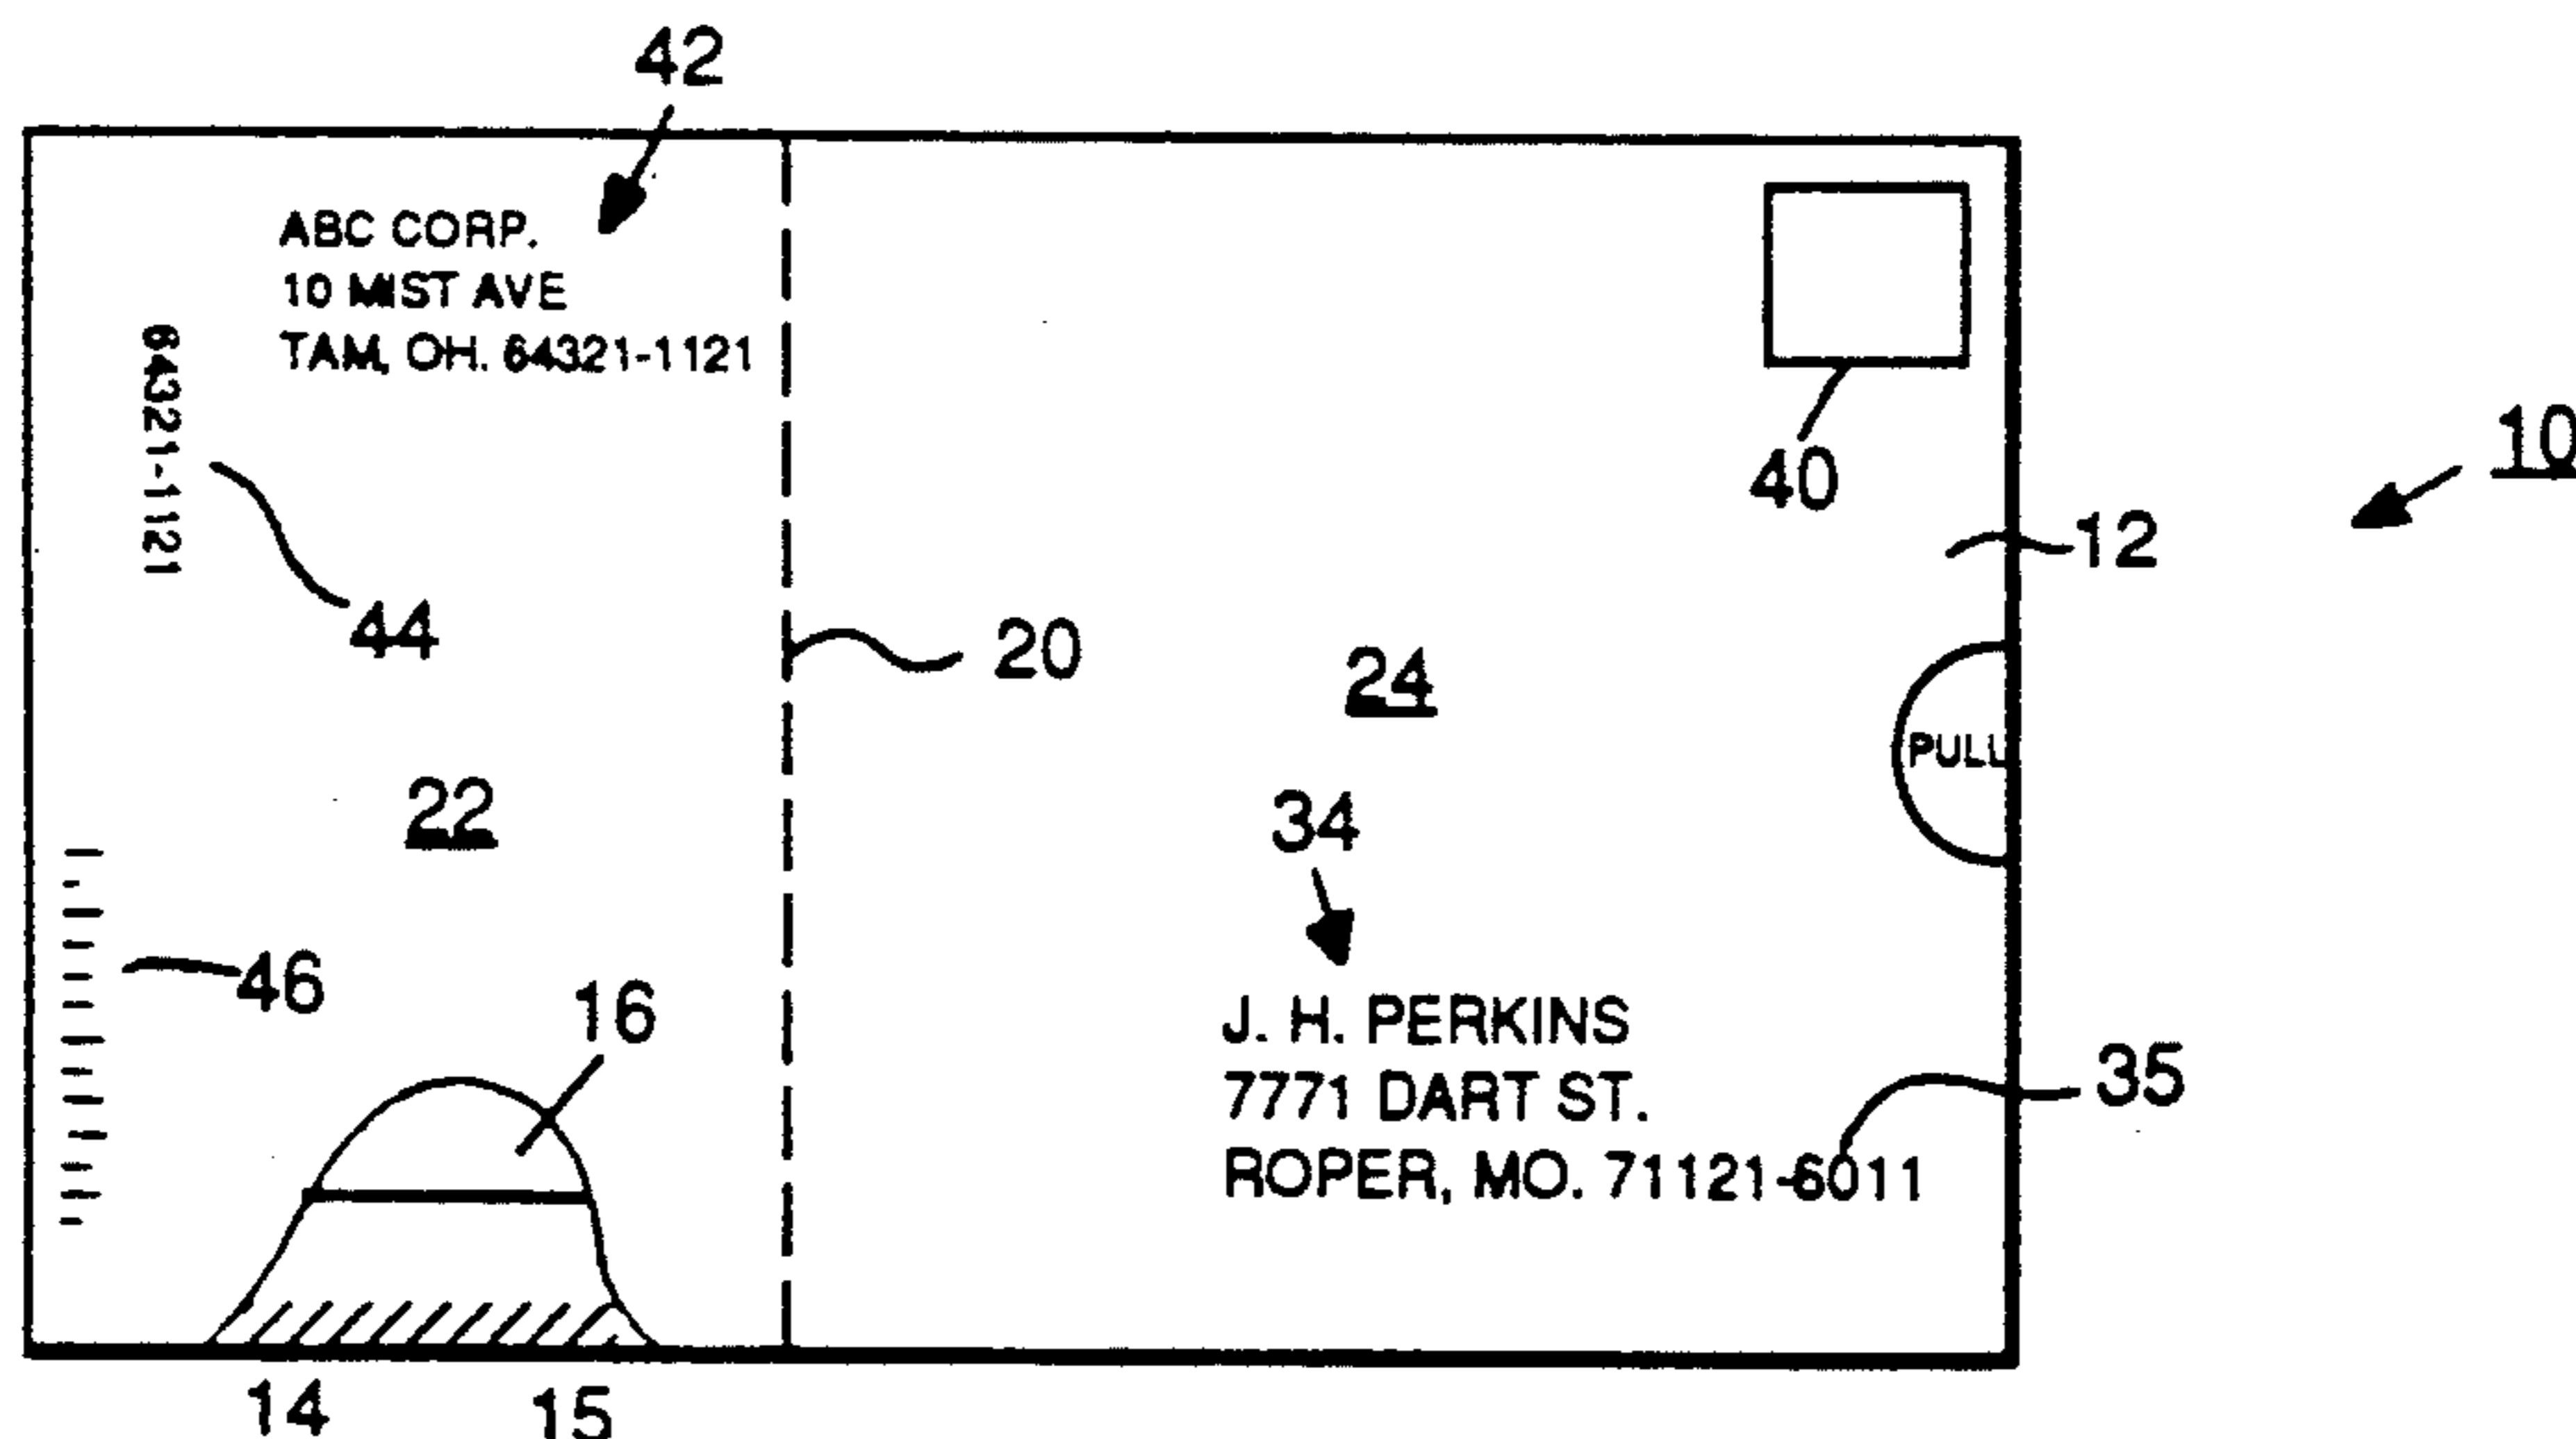 42
ABC CORP.
10 MIST AVE
TAM, OH. 64321-1121
64321-1121
44
40
10
12
20
24
PULL
22
34
46
16
J. H. PERKINS
7771 DART ST.
ROPER, MO. 71121-6011
35
14
15